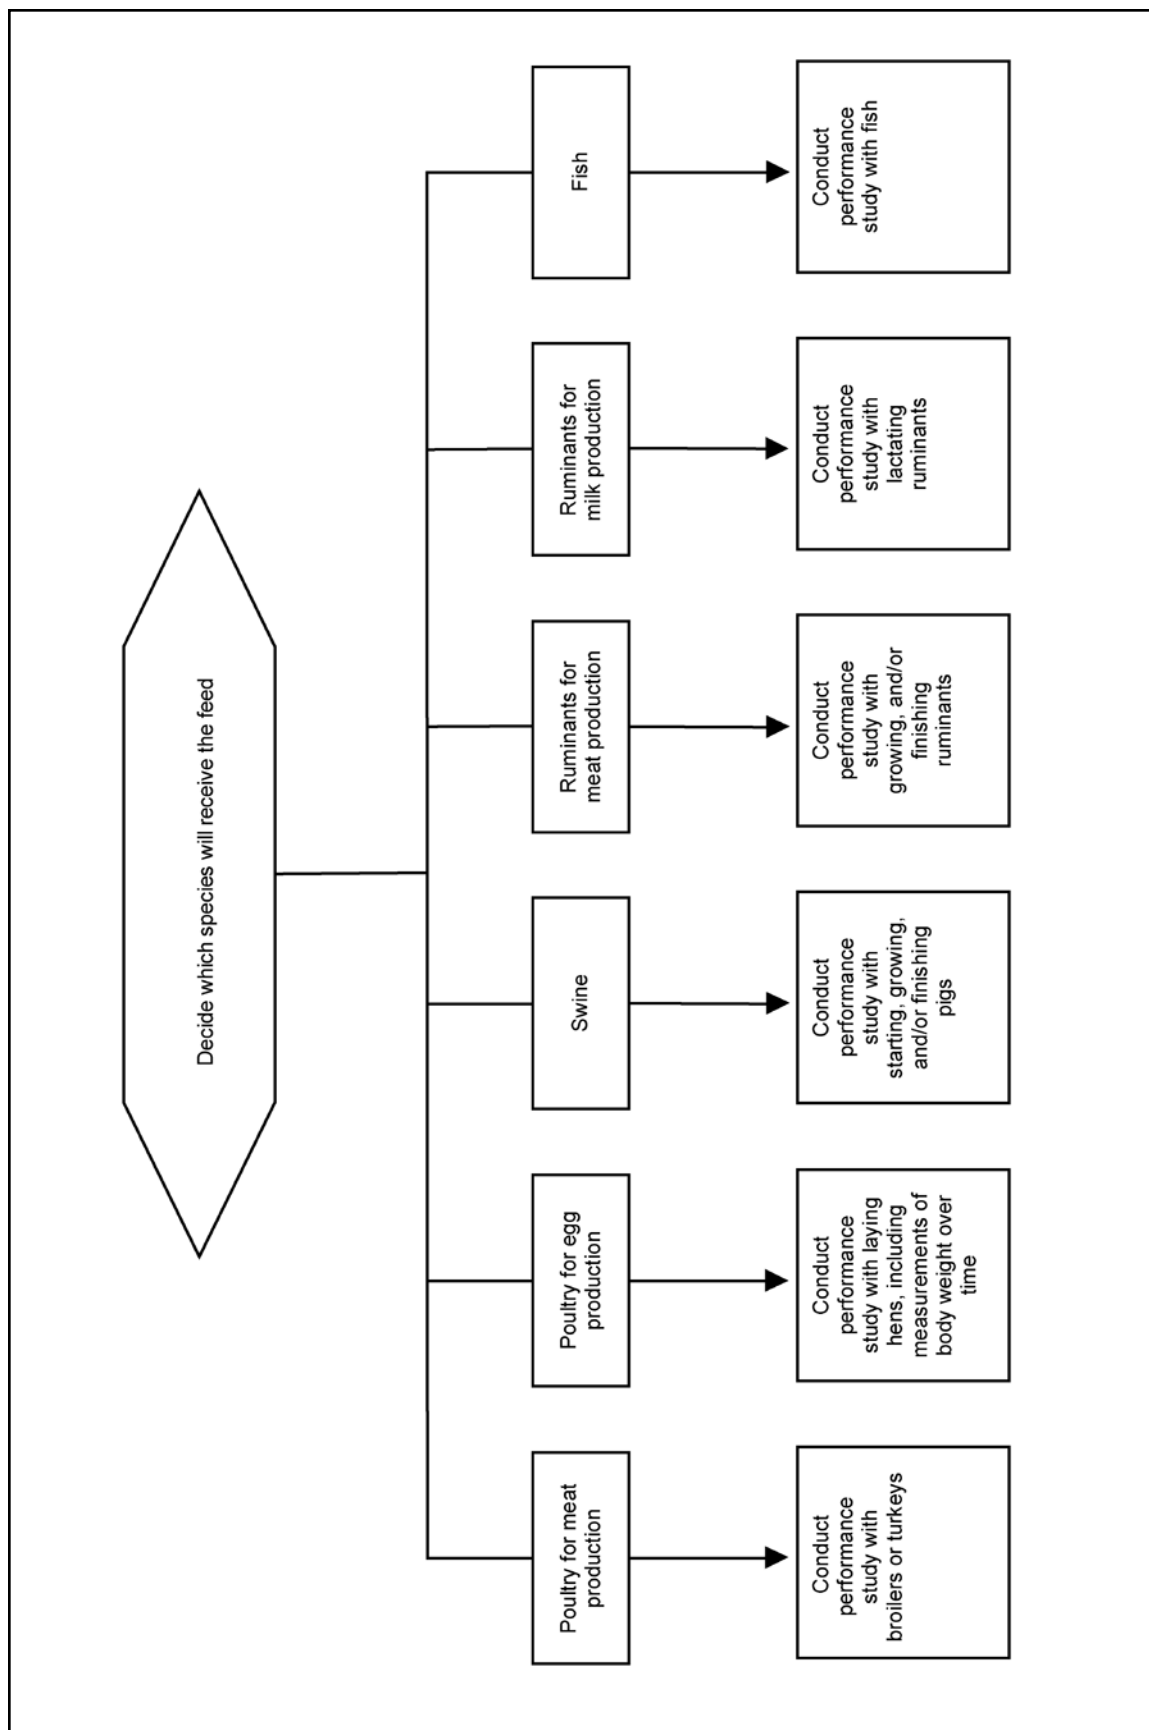 Decide which species will receive the feed
Poultry for meat
production
Poultry for egg
production
Swine
Ruminants for
meat production
Ruminants for
milk production
Fish
Conduct
performance
study with
broilers or turkeys
Conduct
performance
study with laying
hens, including
measurements of
body weight over
time
Conduct
performance
study with
starting, growing,
and/or finishing
pigs
Conduct
performance
study with
growing, and/or
finishing
ruminants
Conduct
performance
study with
lactating
ruminants
Conduct
performance
study with fish